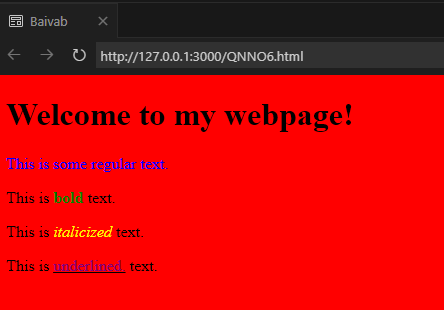 Baivab
http://127.0.0.1:3000/QNNO6.html
Welcome to my webpage!
This is some regular text.
This is bold text.
This is italicized text.
This is underlined. text.